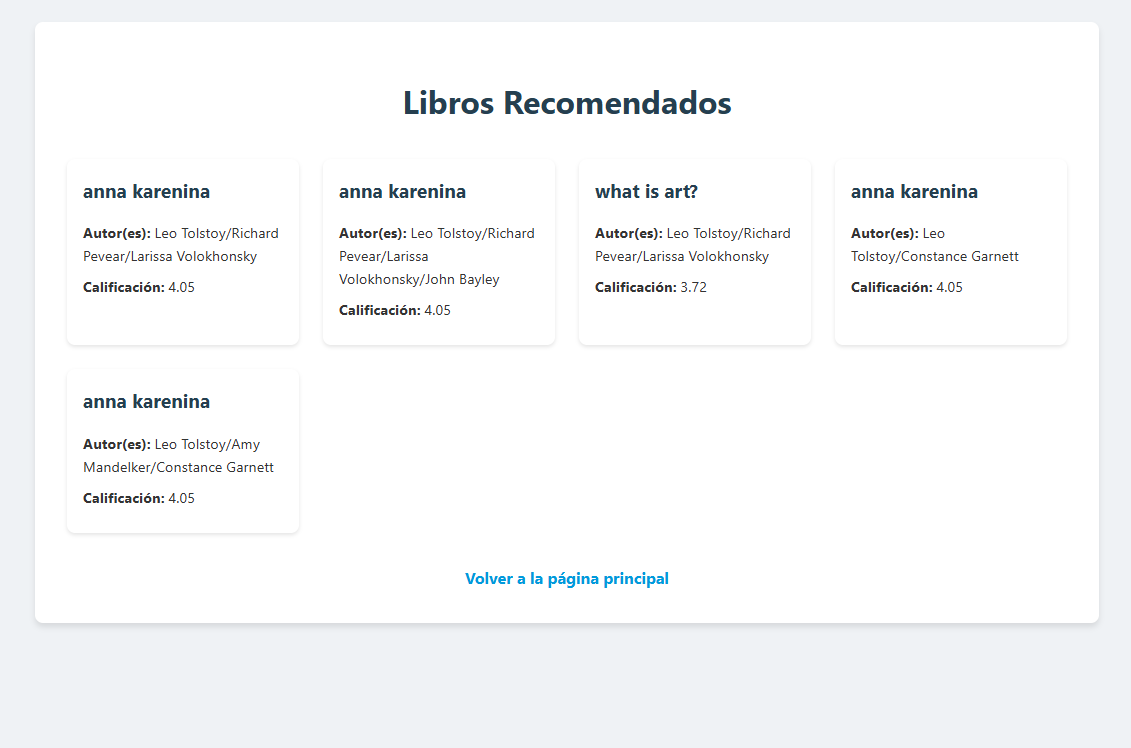 Libros Recomendados
anna karenina
Autor(es): Leo Tolstoy/Richard
Pevear/Larissa Volokhonsky
Calificación: 4.05
anna karenina
Autor(es): Leo Tolstoy/Richard
Pevear/Larissa
Volokhonsky/John Bayley
Calificación: 4.05
what is art?
Autor(es): Leo Tolstoy/Richard
Pevear/Larissa Volokhonsky
Calificación: 3.72
anna karenina
Autor(es): Leo
Tolstoy/Constance Garnett
Calificación: 4.05
anna karenina
Autor(es): Leo Tolstoy/Amy
Mandelker/Constance Garnett
Calificación: 4.05
Volver a la página principal